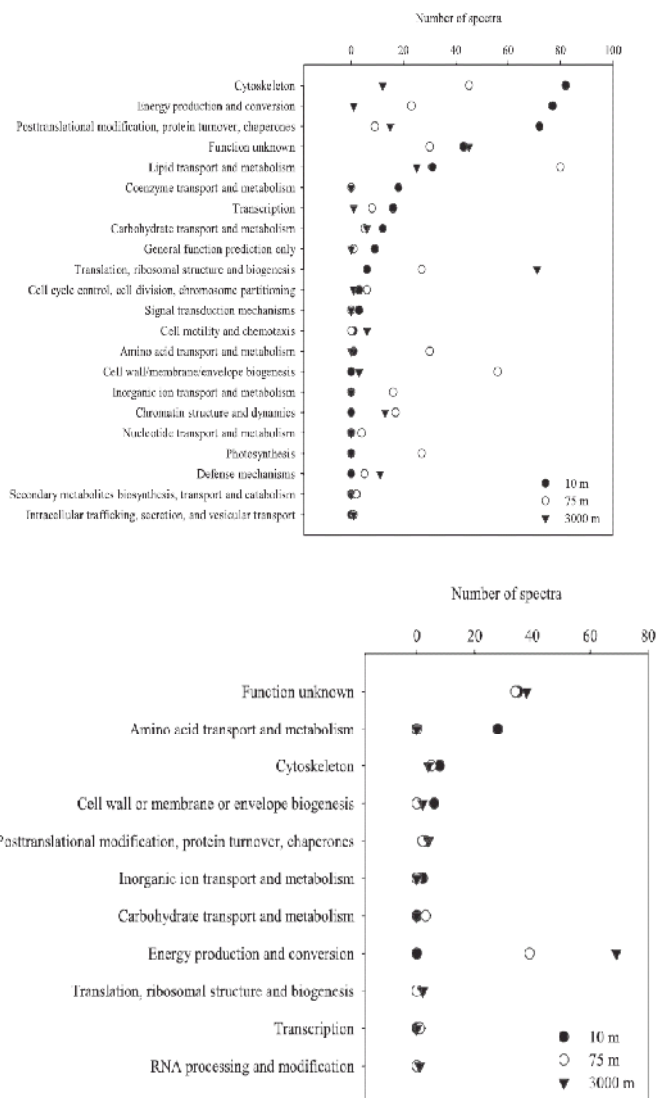 Number of spectra
0 20 40 60 80 100
Cytoskeleton
Energy production and conversion
Posttranslational modification, protein turnover, chaperones
Function unknown
Lipid transport and metabolism
Coenzyme transport and metabolism
Transcription
Carbohydrate transport and metabolism
General function prediction only
Translation, ribosomal structure and biogenesis
Cell cycle control, cell division, chromosome partitioning
Signal transduction mechanisms
Cell motility and chemotaxis
Amino acid transport and metabolism
Cell wall/membrane/envelope biogenesis
Inorganic ion transport and metabolism
Chromatin structure and dynamics
Nucleotide transport and metabolism
Photosynthesis
Defense mechanisms
Secondary metabolites biosynthesis, transport and catabolism
Intracellular trafficking, secretion, and vesicular transport
10 m
75 m
3000 m
Number of spectra
0 20 40 60 80
Function unknown
Amino acid transport and metabolism
Cytoskeleton
Cell wall or membrane or envelope biogenesis
Posttranslational modification, protein turnover, chaperones
Inorganic ion transport and metabolism
Carbohydrate transport and metabolism
Energy production and conversion
Translation, ribosomal structure and biogenesis
Transcription
RNA processing and modification
10 m
75 m
3000 m